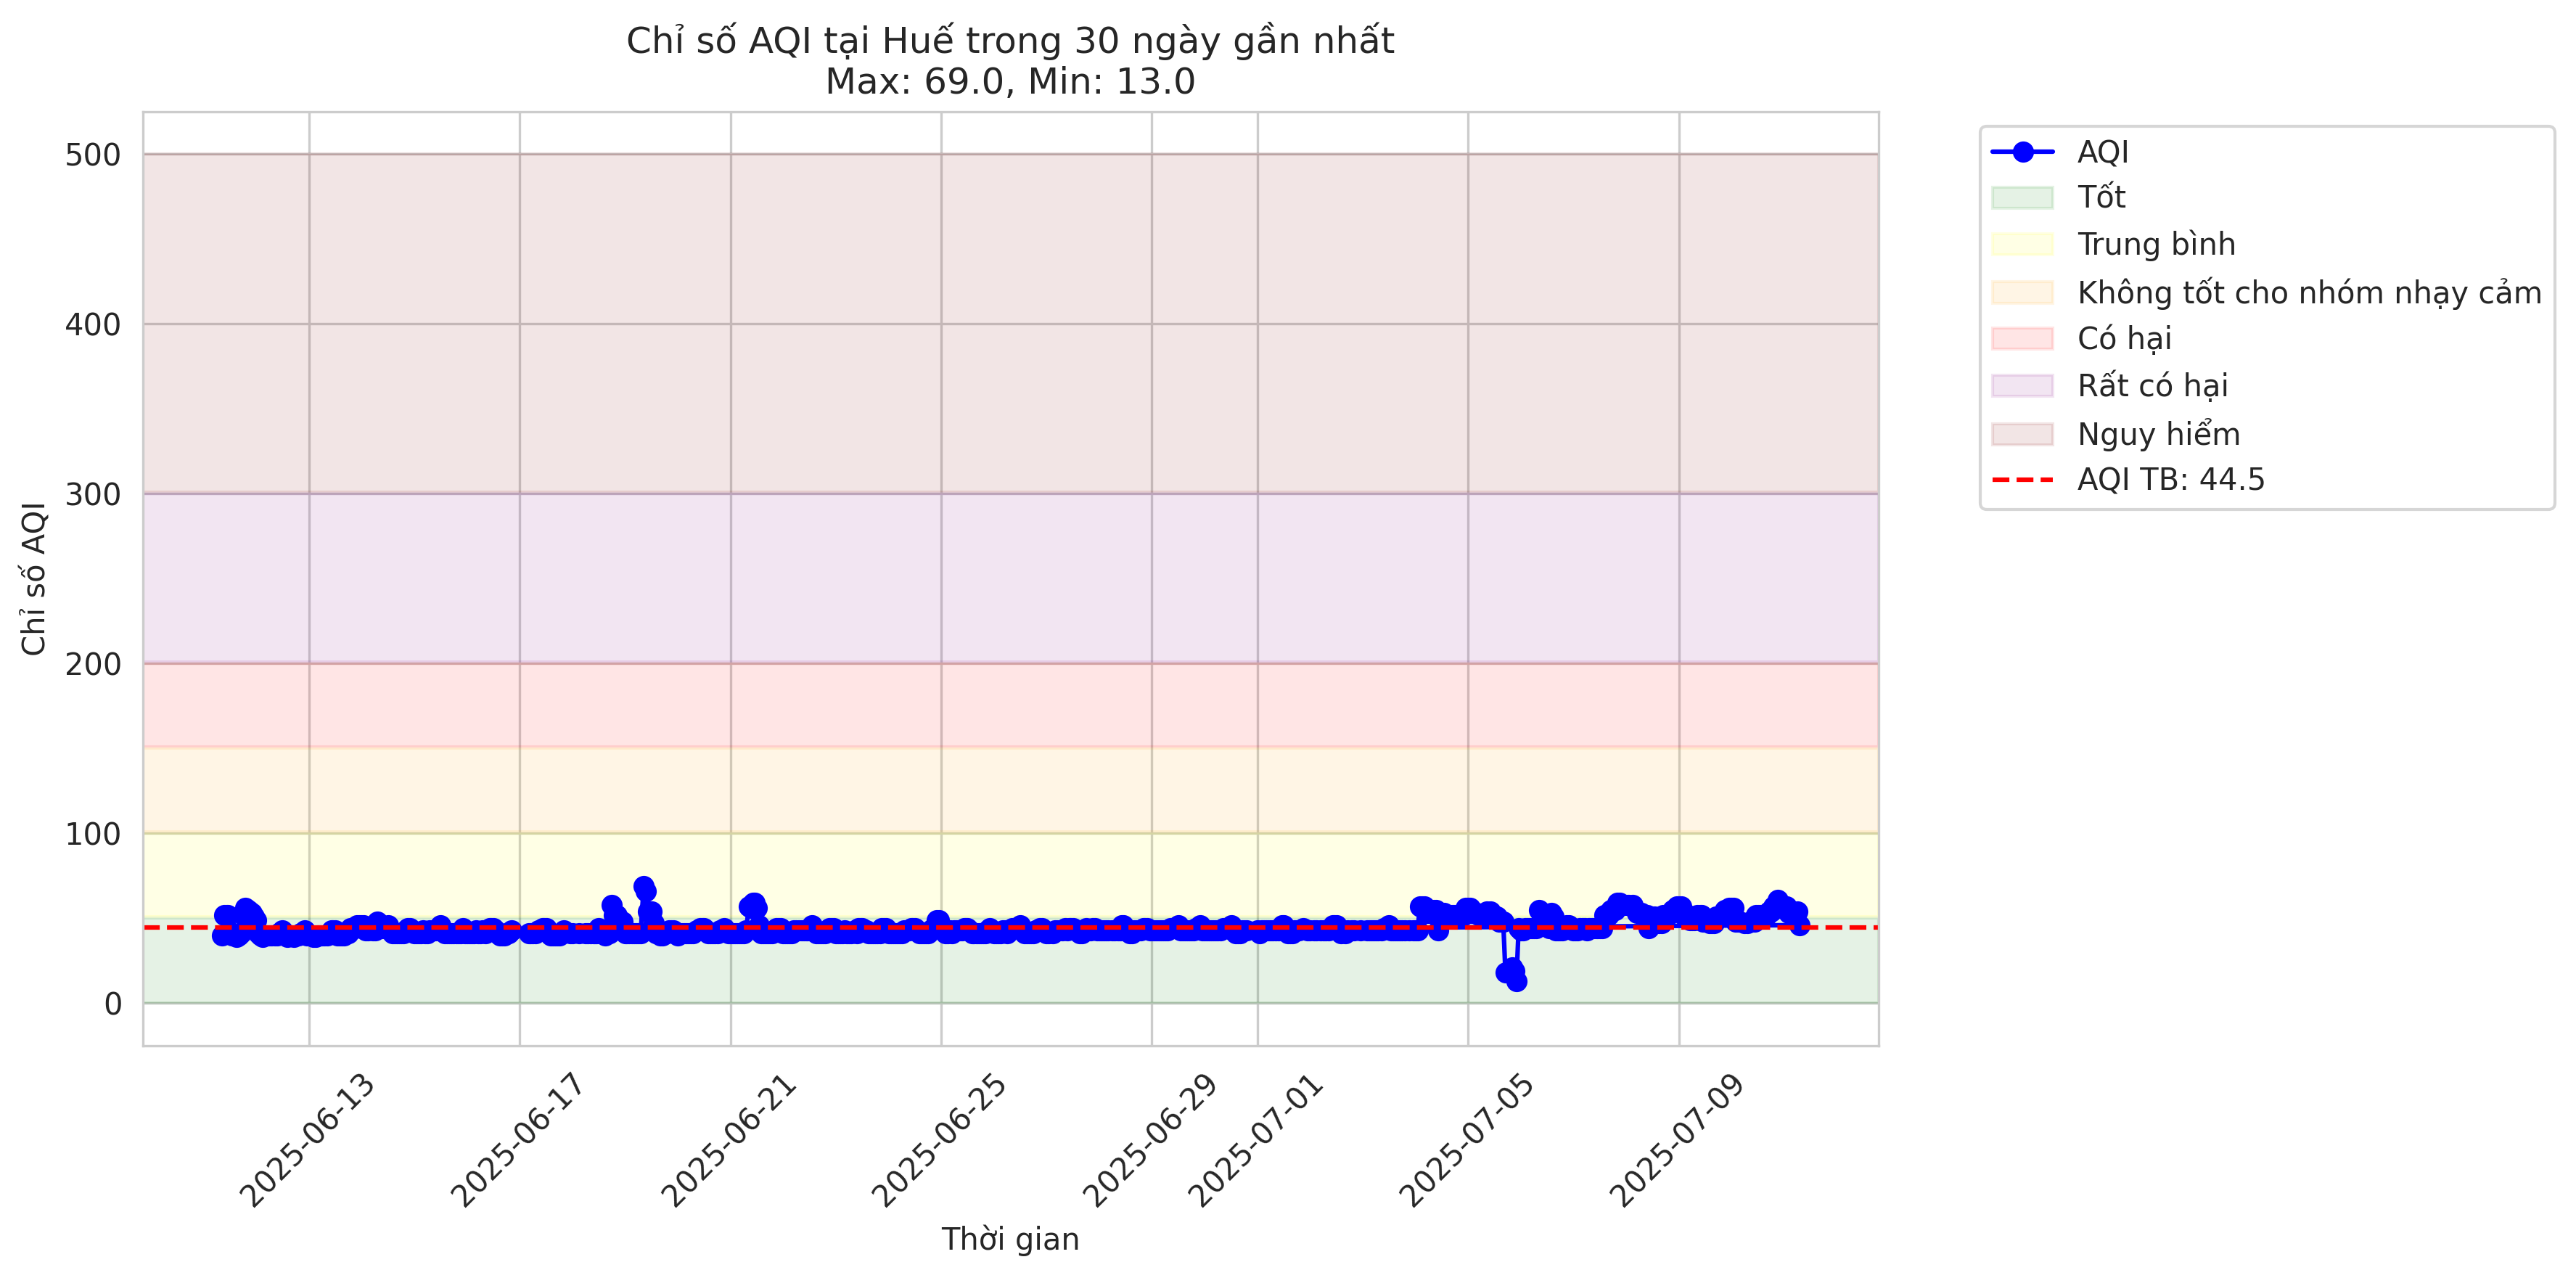 Chỉ số AQI tại Huế trong 30 ngày gần nhất
Max: 69.0, Min: 13.0
Chỉ số AQI
500
400
300
200
100
0
2025-06-13
2025-06-17
2025-06-21
2025-06-25
2025-06-29
2025-07-01
2025-07-05
2025-07-09
Thời gian
AQI
Tốt
Trung bình
Không tốt cho nhóm nhạy cảm
Có hại
Rất có hại
Nguy hiểm
AQI TB: 44.5